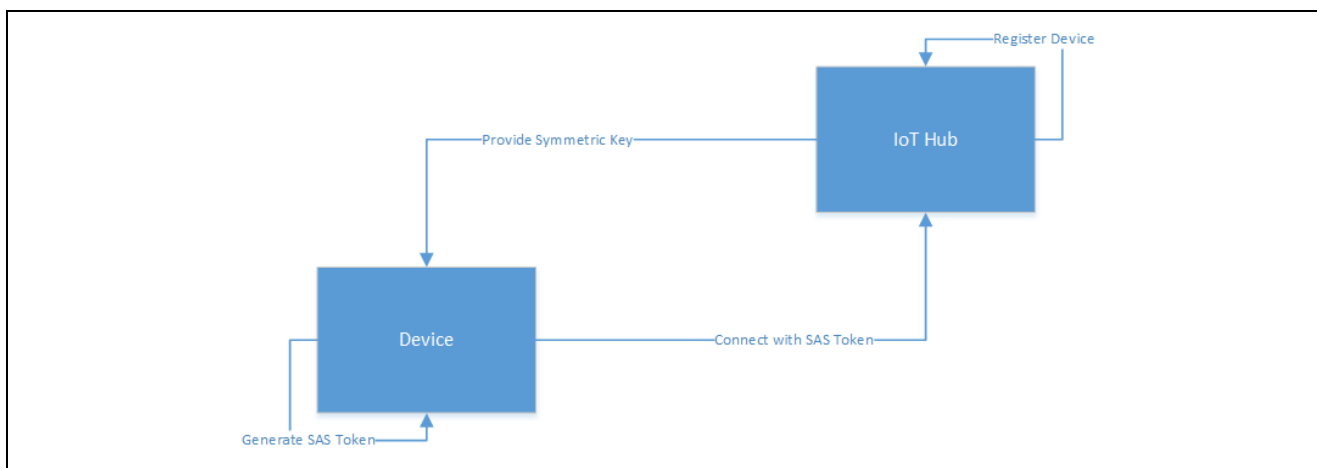 Register Device
IoT Hub
Provide Symmetric Key
Device
Connect with SAS Token
Generate SAS Token